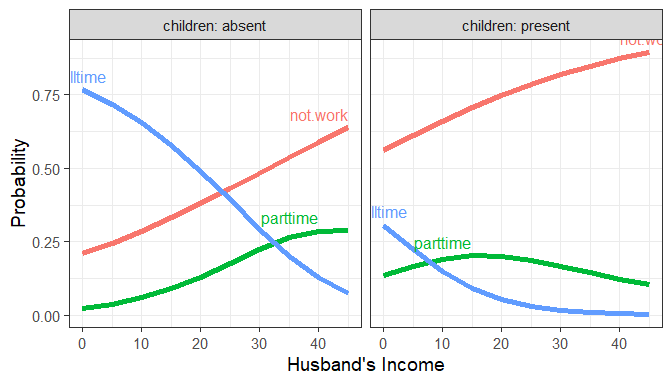 children: absent
children: present
not.wo
lltime
0.75
not.work
parttime
lltime
parttime
0.50
0.25
0.00
Probability
0
10
20
30
40
0
10
20
30
40
Husband's Income